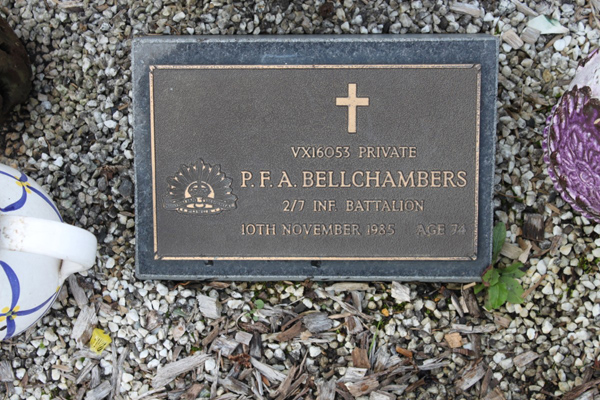 VX16053 PRIVATE
P. F. A. BELLCHAMBERS
2/7 INF. BATTALION
10TH NOVEMBER 1985 AGE 74